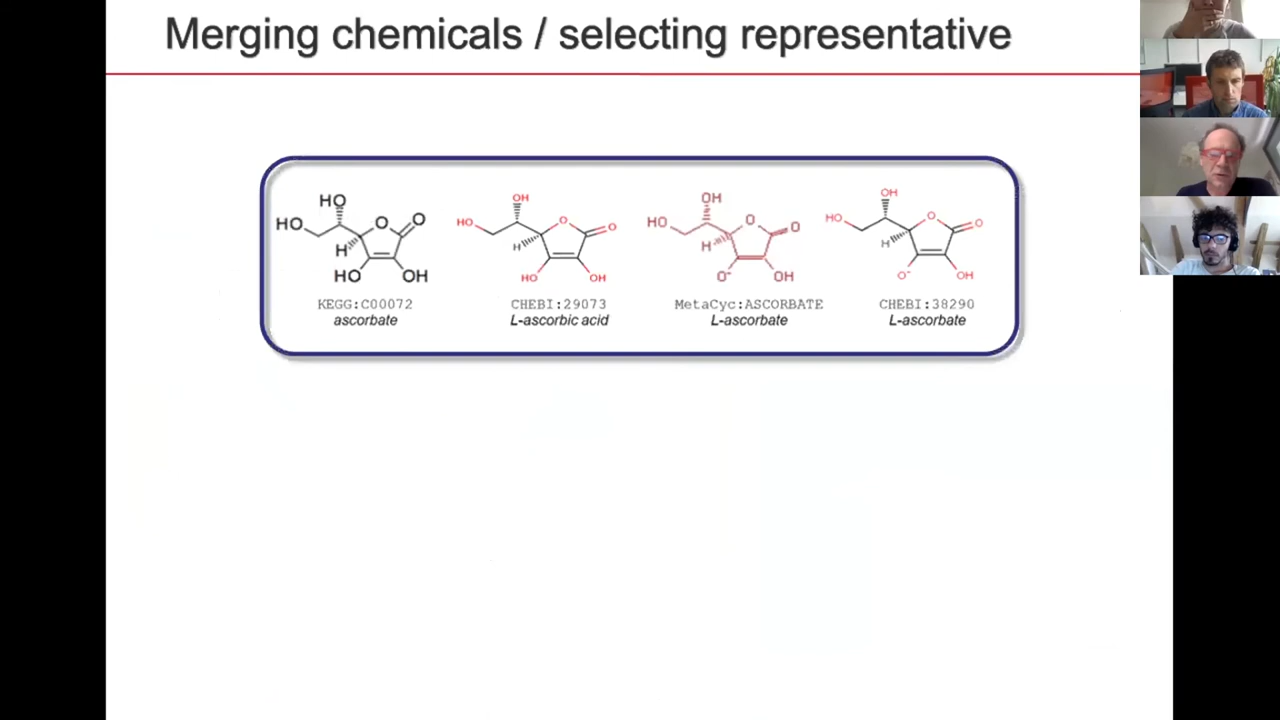 Merging chemicals / selecting representative
HO
HO
O
O
H
HO
OH
OH
HO
O
O
H
HO
OH
OH
HO
O
O
H
O⁻
OH
OH
HO
O
O
H
O⁻
OH
KEGG:C00072
ascorbate
CHEBI:29073
L-ascorbic acid
MetaCyc:ASCORBATE
L-ascorbate
CHEBI:38290
L-ascorbate